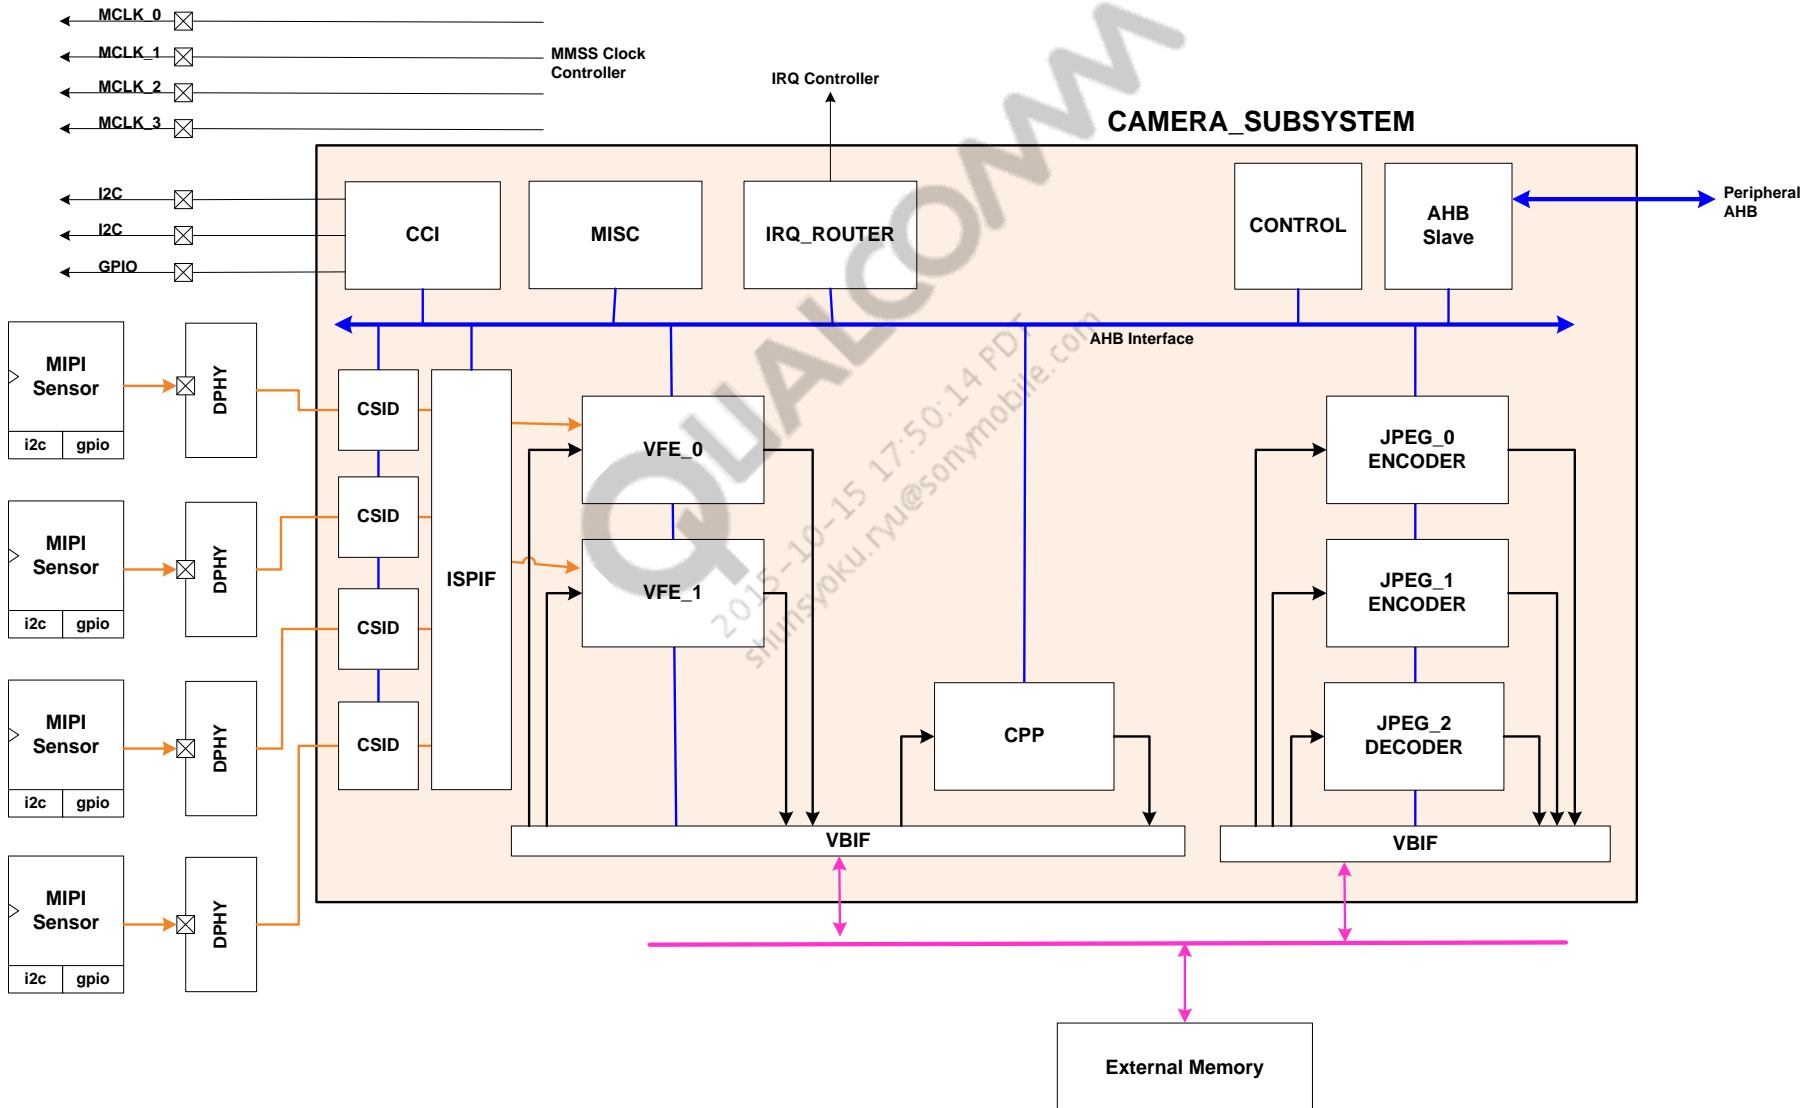 MCLK_0
MCLK_1
MCLK_2
MCLK_3
MMSS Clock
Controller
IRQ Controller
CAMERA_SUBSYSTEM
I2C
I2C
GPIO
CCI
MISC
IRQ_ROUTER
CONTROL
AHB
Slave
Peripheral
AHB
AHB Interface
MIPI
Sensor
i2c
gpio
DPHY
CSID
MIPI
Sensor
i2c
gpio
DPHY
CSID
MIPI
Sensor
i2c
gpio
DPHY
CSID
MIPI
Sensor
i2c
gpio
DPHY
CSID
ISPIF
VFE_0
VFE_1
CPP
JPEG_0
ENCODER
JPEG_1
ENCODER
JPEG_2
DECODER
VBIF
VBIF
External Memory
QUALCOMM
2015-10-15 17:50:14 PDT
shunsyoku.ryu@sonymobile.com